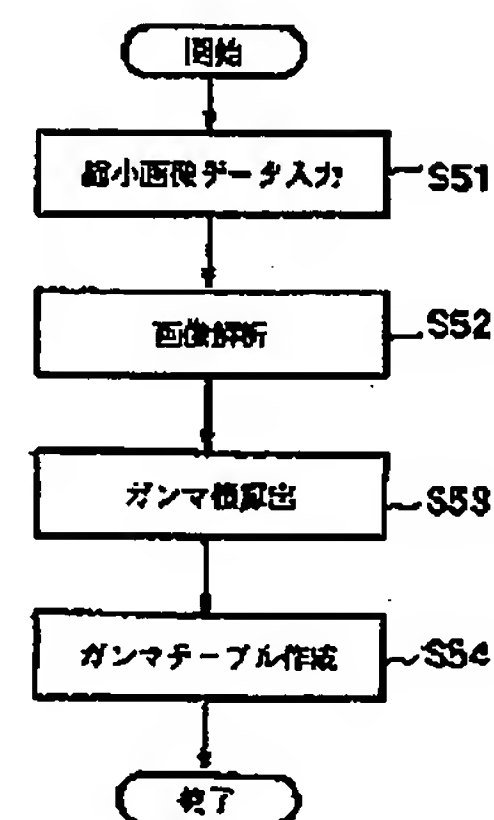 開始
縮小画像データ入力
S51
画像解析
S52
ガンマ値算出
S53
ガンマテーブル作成
S54
終了